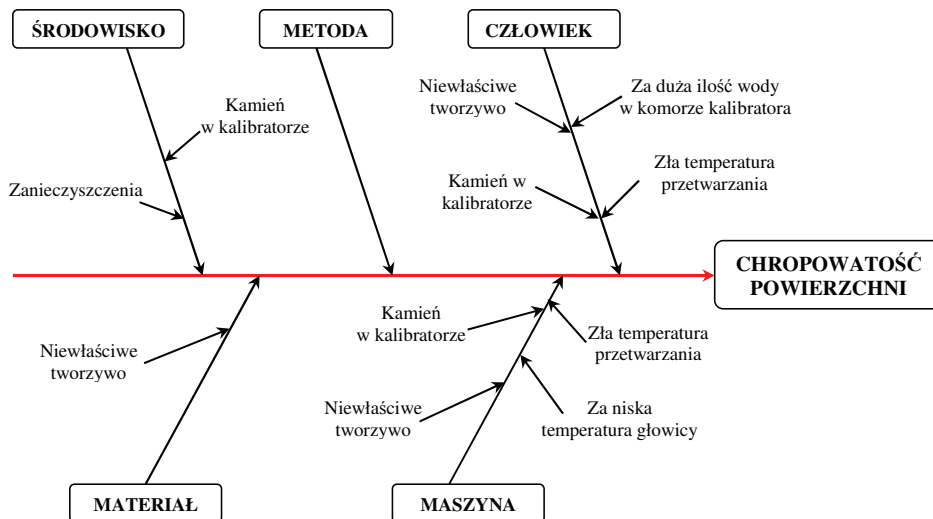 ŚRODOWISKO
METODA
CZŁOWIEK
Kamień
w kalibratorze
Zanieczyszczenia
Niewłaściwe
tworzywo
Za duża ilość wody
w komorze kalibratora
Kamień w
kalibratorze
Zła temperatura
przetwarzania
CHROPOWATOŚĆ
POWIERZCHNI
Niewłaściwe
tworzywo
Kamień
w kalibratorze
Zła temperatura
przetwarzania
Niewłaściwe
tworzywo
Za niska
temperatura głowicy
MATERIAŁ
MASZYNA